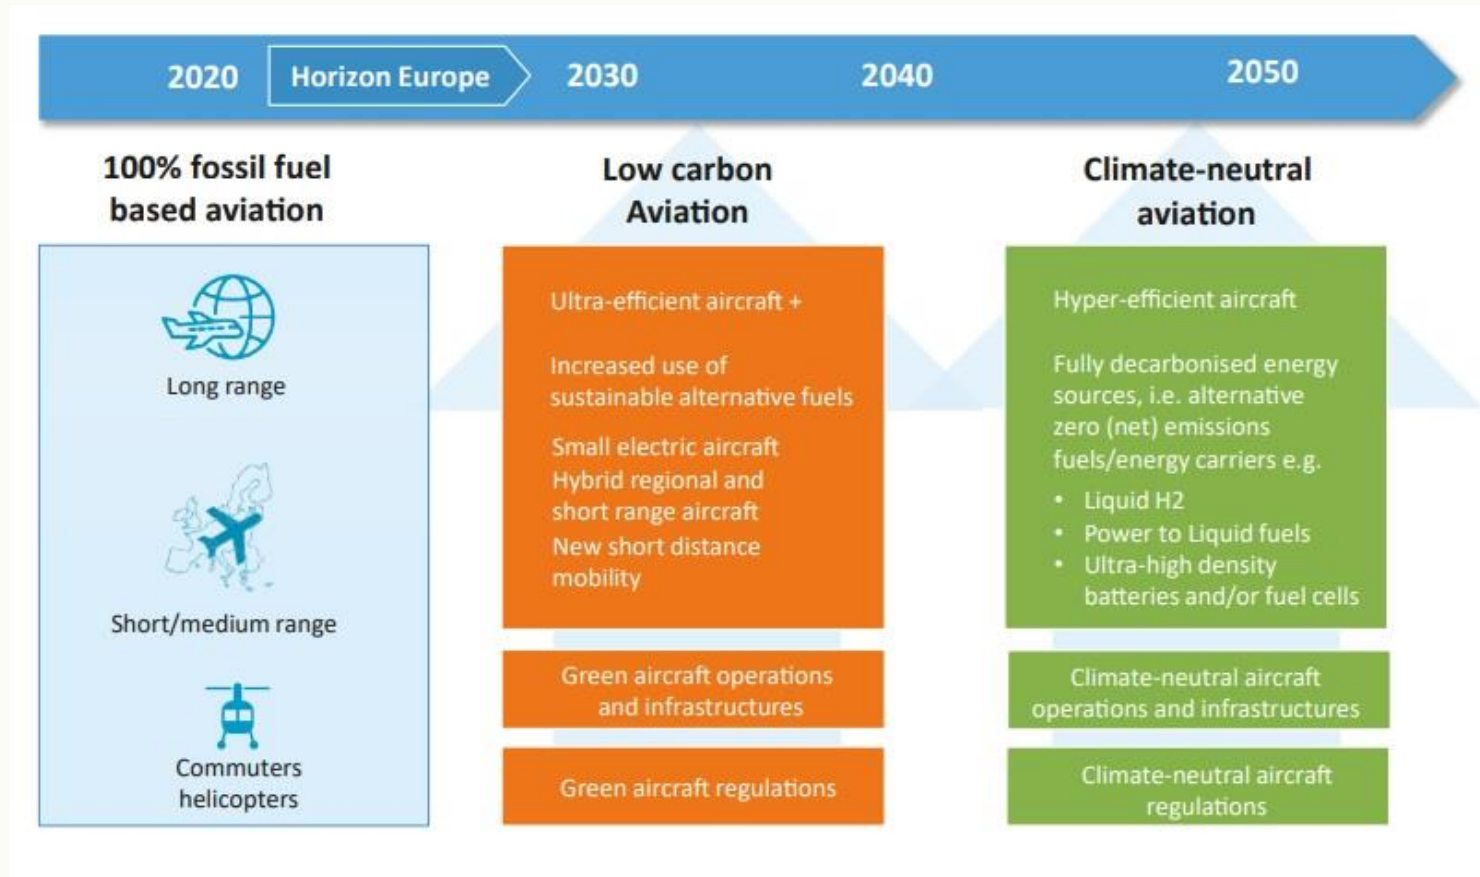 2020
Horizon Europe
2030
2040
2050
100% fossil fuel
based aviation
Long range
Short/medium range
Commuters
helicopters
Low carbon
Aviation
Ultra-efficient aircraft +
Increased use of
sustainable alternative fuels
Small electric aircraft
Hybrid regional and
short range aircraft
New short distance
mobility
Green aircraft operations
and infrastructures
Green aircraft regulations
Climate-neutral
aviation
Hyper-efficient aircraft
Fully decarbonised energy
sources, i.e. alternative
zero (net) emissions
fuels/energy carriers e.g.
• Liquid H2
• Power to Liquid fuels
• Ultra-high density
batteries and/or fuel cells
Climate-neutral aircraft
operations and infrastructures
Climate-neutral aircraft
regulations